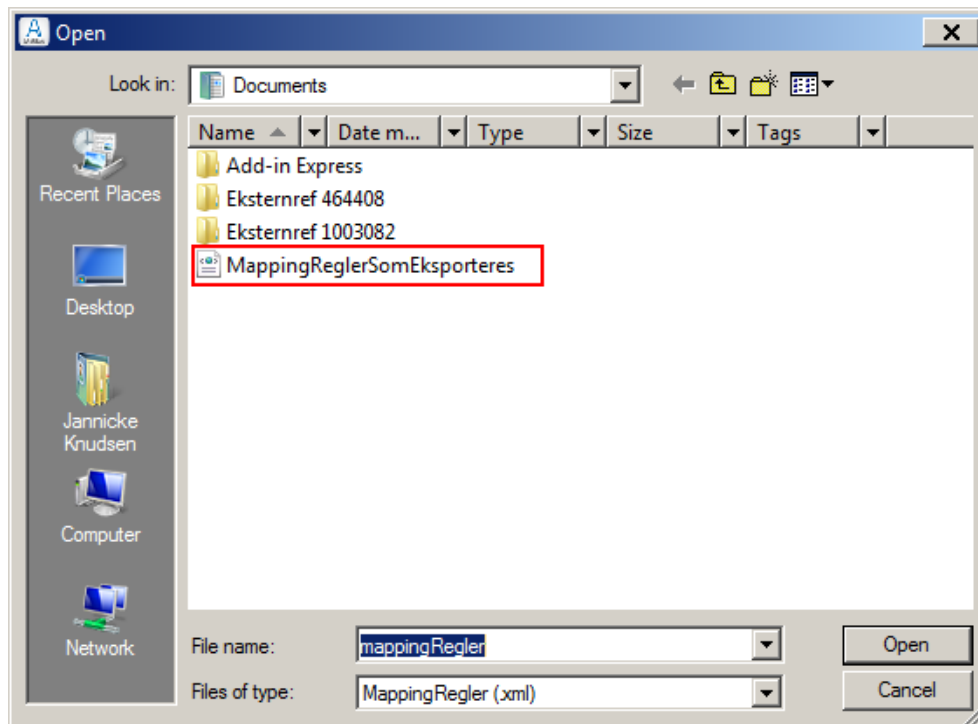 Open
Look in:
Documents
Name
Date m...
Type
Size
Tags
Recent Places
Desktop
Jannicke
Knudsen
Computer
Network
Add-in Express
Eksternref 464408
Eksternref 1003082
MappingReglerSomEksporteres
File name:
mappingRegler
Open
Files of type:
MappingRegler (.xml)
Cancel